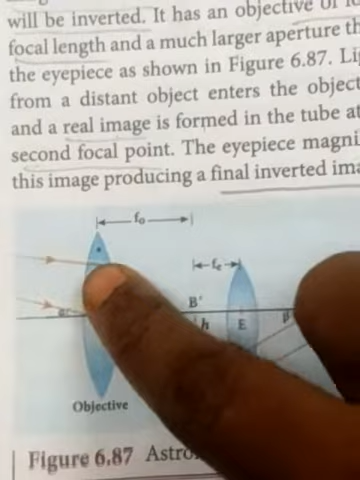 will be inverted. It has an objective of
focal length and a much larger aperture
the eyepiece as shown in Figure 6.87.
from a distant object enters the object
and a real image is formed in the tube at
second focal point. The eyepiece magni
this image producing a final inverted ima
fo
fe
B'
h E β
Objective
Figure 6.87 Astro